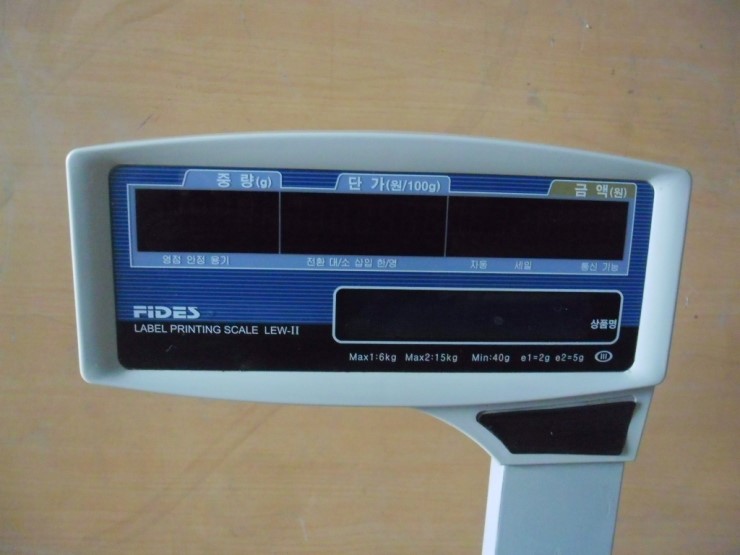 중 량(g) 단 가(원/100g) 금 액(원)
영점 안정 용기 전환 대/소 삽입 한/영 자동 세일 통신 기능
FIDES
LABEL PRINTING SCALE LEW-II
상품명
Max1:6kg Max2:15kg Min:40g e1=2g e2=5g III